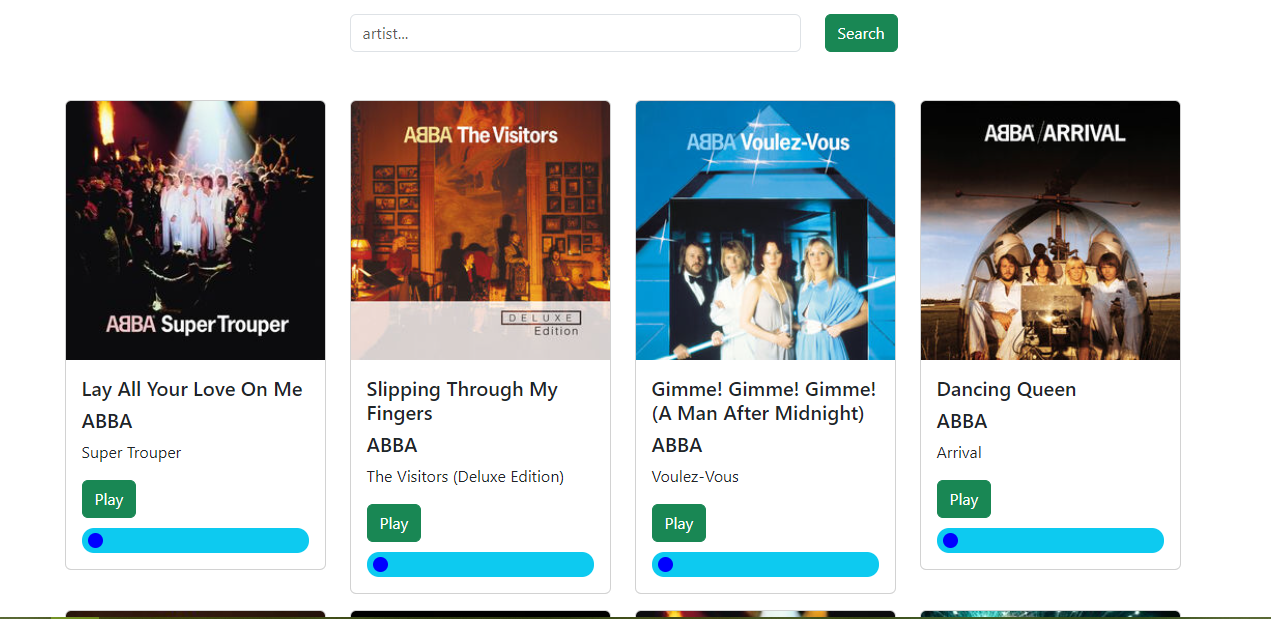 artist...
Search
ABBA Super Trouper
Lay All Your Love On Me
ABBA
Super Trouper
Play
ABBA The Visitors
DELUXE
Edition
Slipping Through My
Fingers
ABBA
The Visitors (Deluxe Edition)
Play
ABBA Voulez-Vous
Gimme! Gimme! Gimme!
(A Man After Midnight)
ABBA
Voulez-Vous
Play
ABBA/ARRIVAL
Dancing Queen
ABBA
Arrival
Play